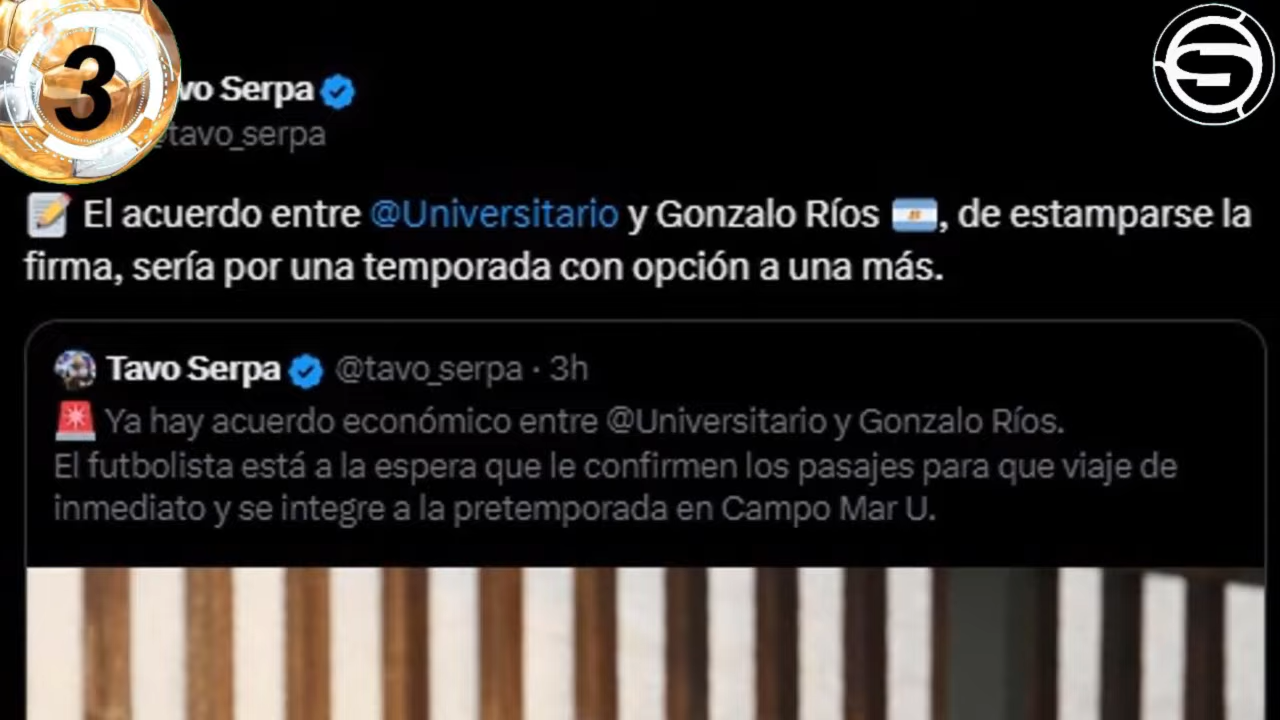 3
vo Serpa
@tavo_serpa
El acuerdo entre @Universitario y Gonzalo Ríos, de estamparse la
firma, sería por una temporada con opción a una más.
Tavo Serpa @tavo_serpa · 3h
Ya hay acuerdo económico entre @Universitario y Gonzalo Ríos.
El futbolista está a la espera que le confirmen los pasajes para que viaje de
inmediato y se integre a la pretemporada en Campo Mar U.